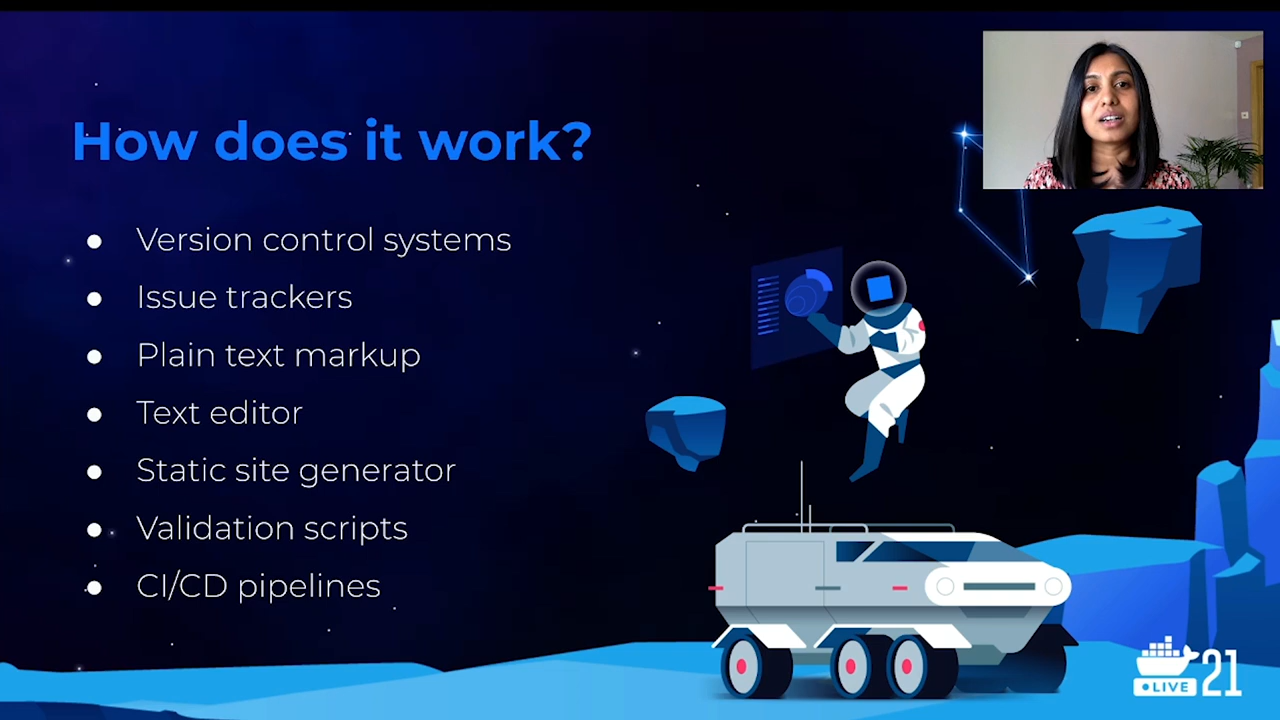 How does it work?
● Version control systems
● Issue trackers
● Plain text markup
● Text editor
● Static site generator
● Validation scripts
● CI/CD pipelines
LIVE 21